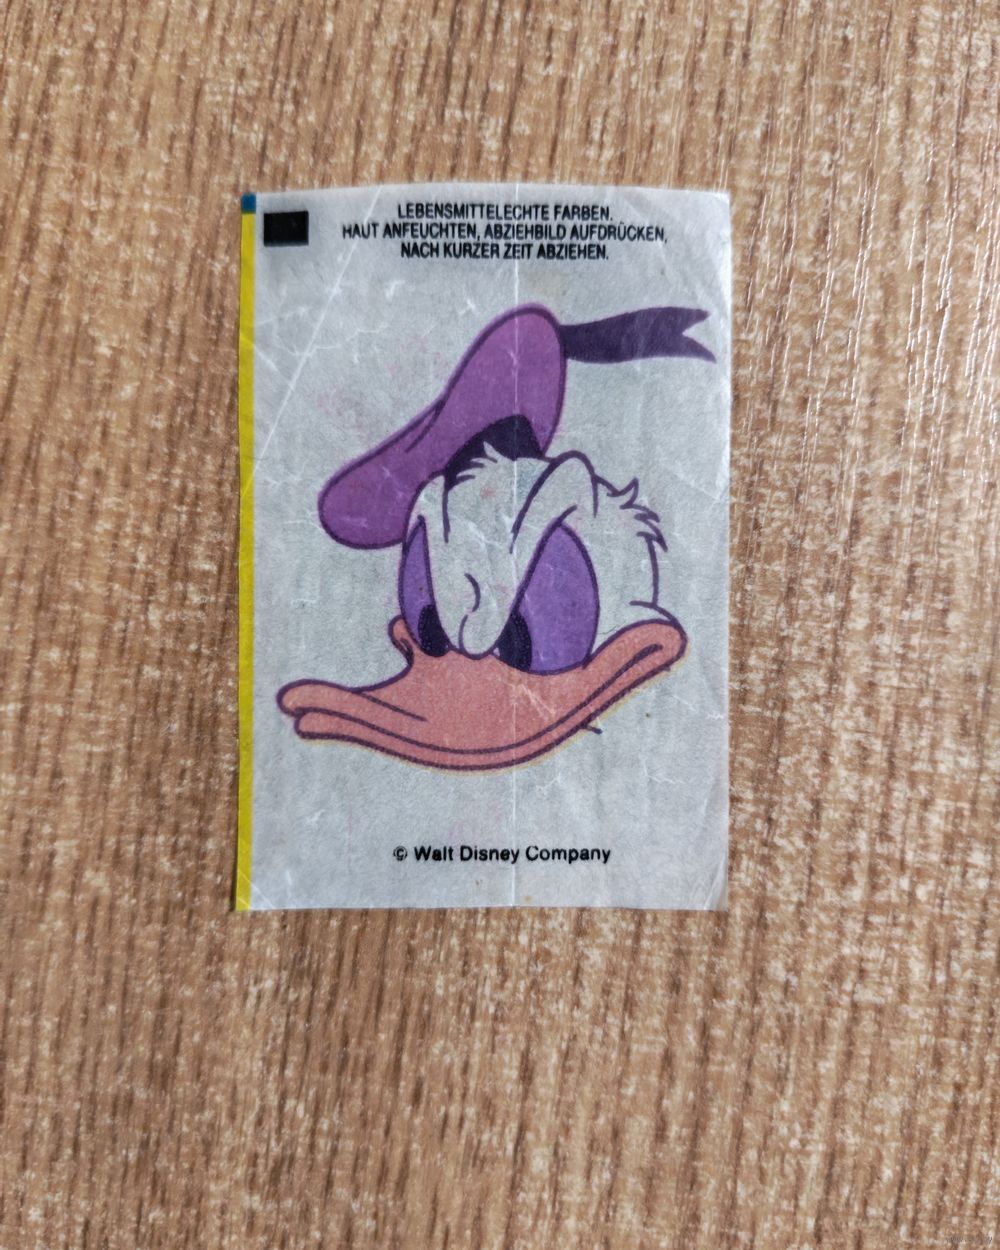 LEBENSMITTELECHTE FARBEN.
HAUT ANFEUCHTEN, ABZIEHBILD AUFDRÜCKEN,
NACH KURZER ZEIT ABZIEHEN.
© Walt Disney Company